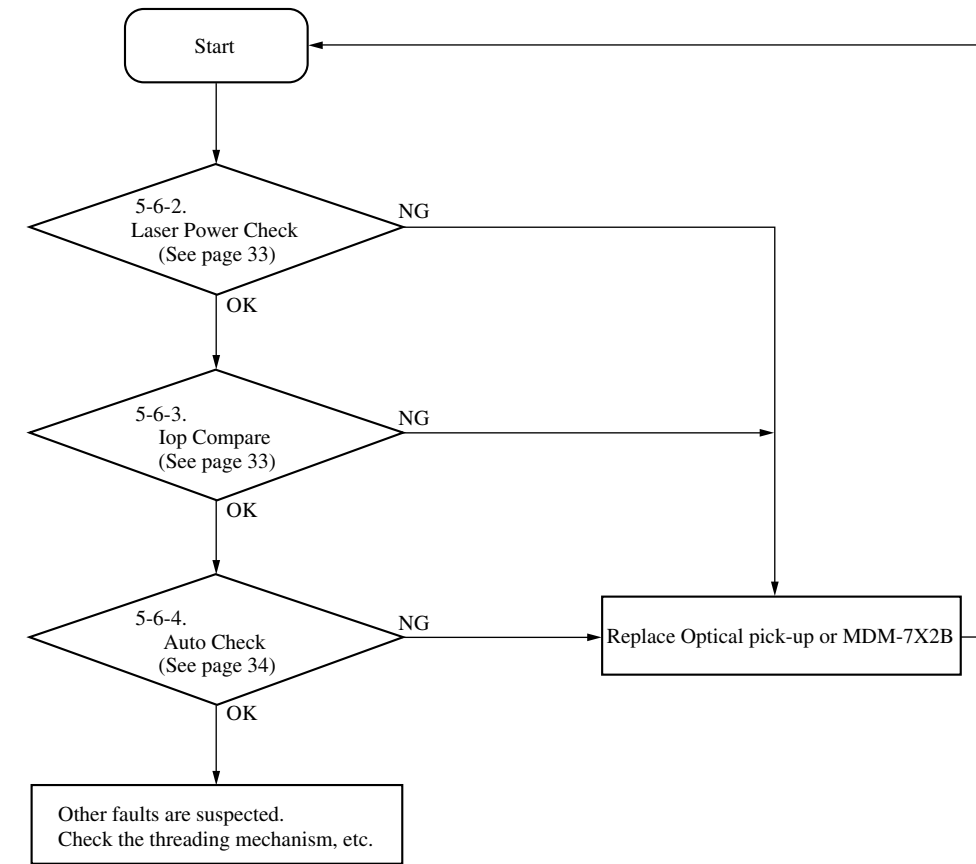 Start
5-6-2.
Laser Power Check
(See page 33)
NG
OK
5-6-3.
Iop Compare
(See page 33)
NG
OK
5-6-4.
Auto Check
(See page 34)
NG
OK
Replace Optical pick-up or MDM-7X2B
Other faults are suspected.
Check the threading mechanism, etc.